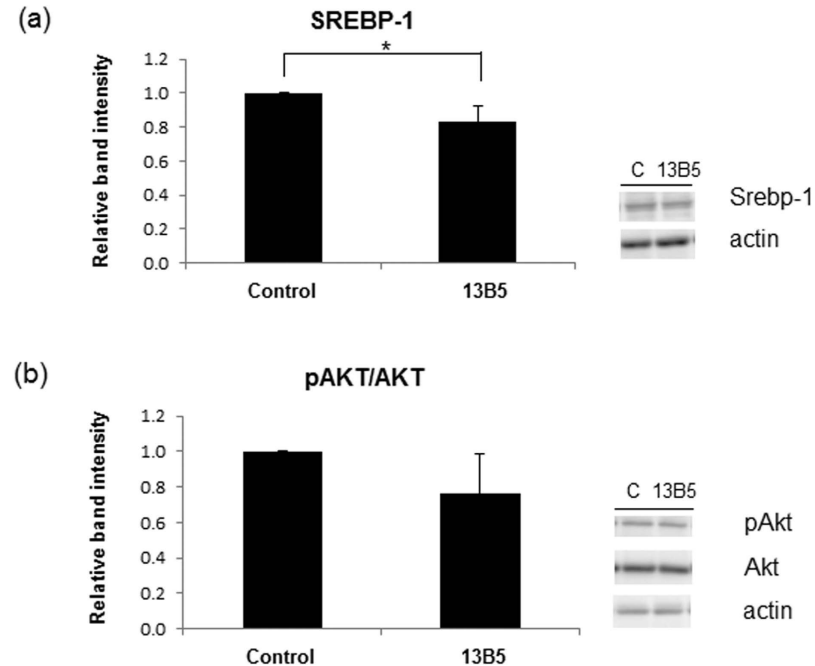 (a)
SREBP-1
*
1.2
1.0
0.8
0.6
0.4
0.2
0.0
Relative band intensity
Control 13B5
C 13B5
Srebp-1
actin
(b)
pAKT/AKT
1.2
1.0
0.8
0.6
0.4
0.2
0.0
Relative band intensity
Control 13B5
C 13B5
pAkt
Akt
actin